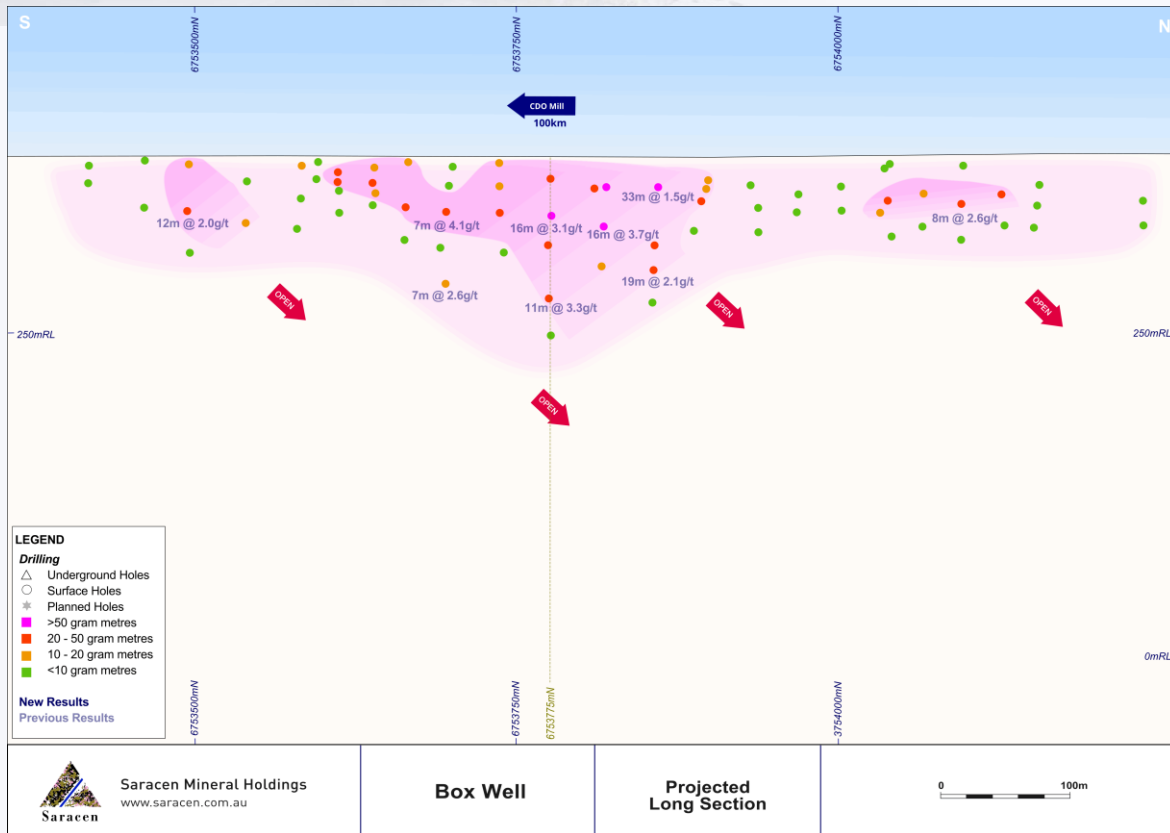 S
N
6753500mN
6753750mN
6754000mN
CDO Mill
100km
33m @ 1.5g/t
12m @ 2.0g/t
7m @ 4.1g/t
16m @ 3.1g/t
16m @ 3.7g/t
8m @ 2.6g/t
19m @ 2.1g/t
7m @ 2.6g/t
11m @ 3.3g/t
OPEN
OPEN
OPEN
250mRL
250mRL
OPEN
0mRL
LEGEND
Drilling
Underground Holes
Surface Holes
Planned Holes
>50 gram metres
20 - 50 gram metres
10 - 20 gram metres
<10 gram metres
New Results
Previous Results
6753500mN
6753750mN
6753775mN
3754000mN
Saracen
Saracen Mineral Holdings
www.saracen.com.au
Box Well
Projected
Long Section
0
100m